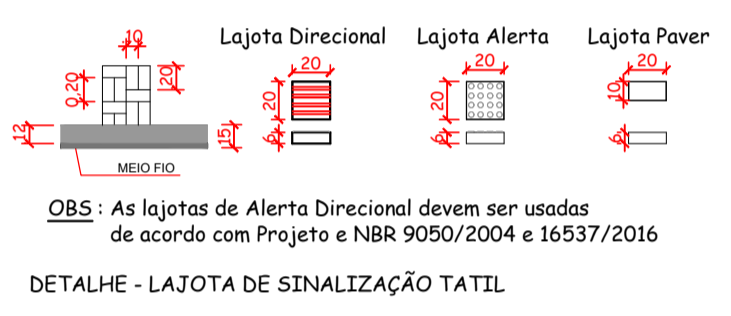 Lajota Direcional
Lajota Alerta
Lajota Paver
10
20
0,20
12
15
MEIO FIO
20
20
6
20
20
6
20
10
6
OBS : As lajotas de Alerta Direcional devem ser usadas
de acordo com Projeto e NBR 9050/2004 e 16537/2016
DETALHE - LAJOTA DE SINALIZAÇÃO TATIL